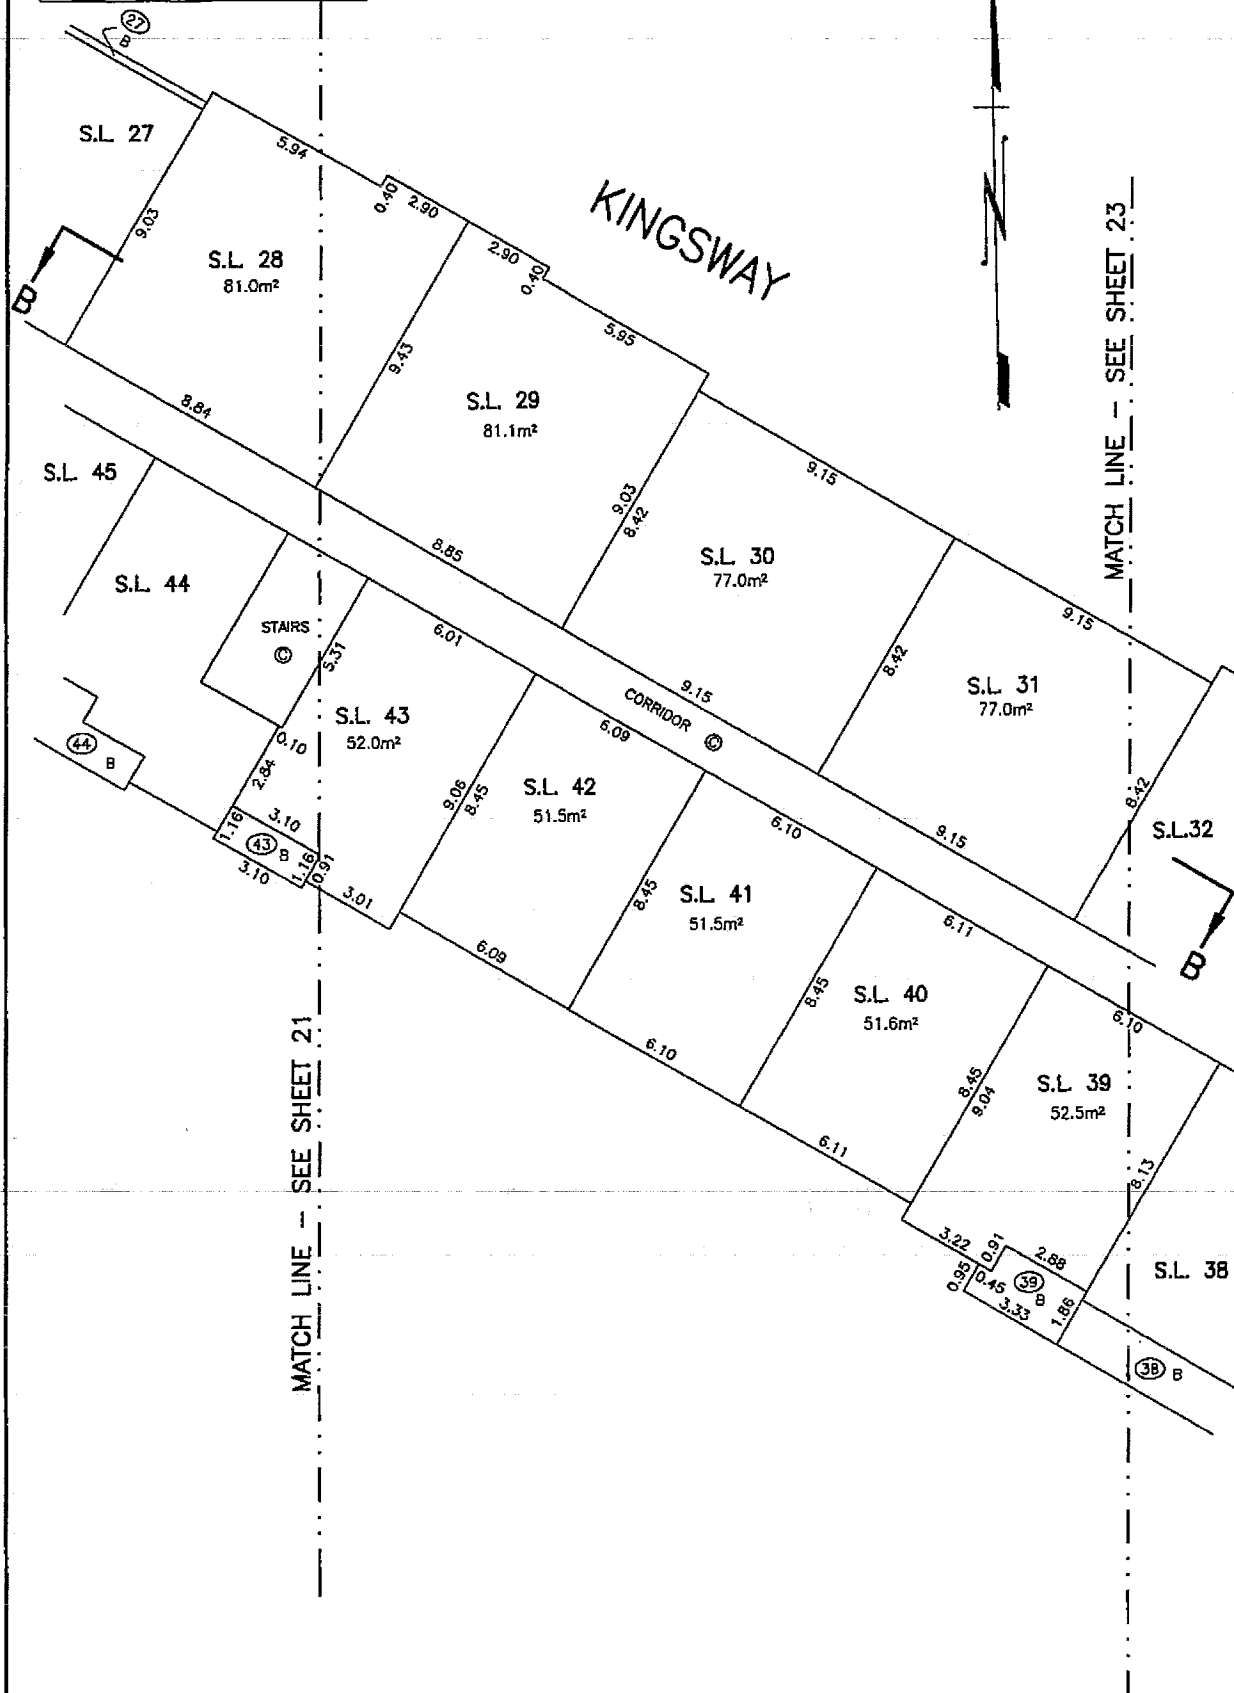 27
B
S.L. 27
5.94
0.40
2.90
KINGSWAY
9.03
S.L. 28
81.0m²
2.90
0.40
5.95
B
9.43
MATCH LINE - SEE SHEET 23
8.84
S.L. 29
81.1m²
9.15
S.L. 45
9.03
8.42
8.85
S.L. 30
77.0m²
S.L. 44
9.15
STAIRS
C
5.31
6.01
8.42
9.15
S.L. 31
77.0m²
CORRIDOR
C
S.L. 43
52.0m²
6.09
0.10
44
B
2.84
9.06
8.45
S.L. 42
51.5m²
8.42
S.L.32
3.10
1.16
43
B
1.16
0.91
3.10
3.01
6.10
9.15
8.45
S.L. 41
51.5m²
6.11
B
6.09
8.45
S.L. 40
51.6m²
6.10
6.10
8.45
9.04
S.L. 39
52.5m²
MATCH LINE - SEE SHEET 21
6.11
8.13
3.22
0.91
2.88
0.95
0.45
39
B
3.33
1.86
S.L. 38
38
B